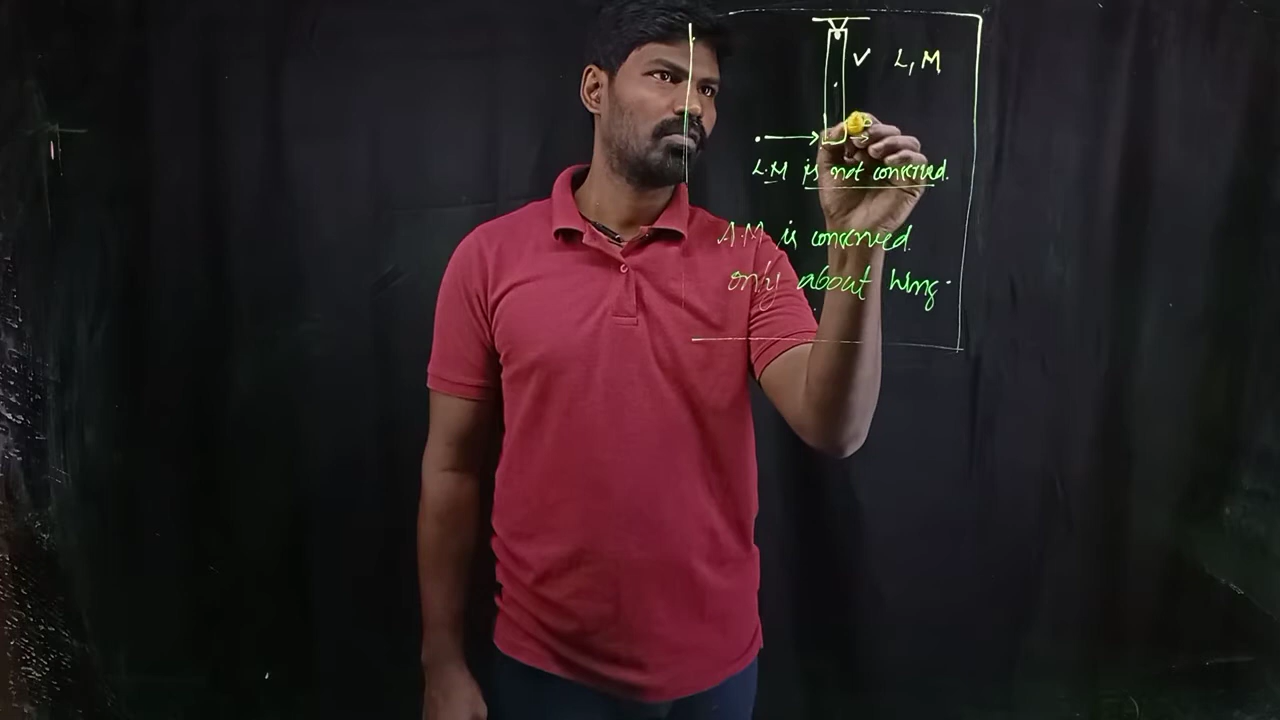 L, M
L.M is not conserved.
A.M is conserved.
only about hing.